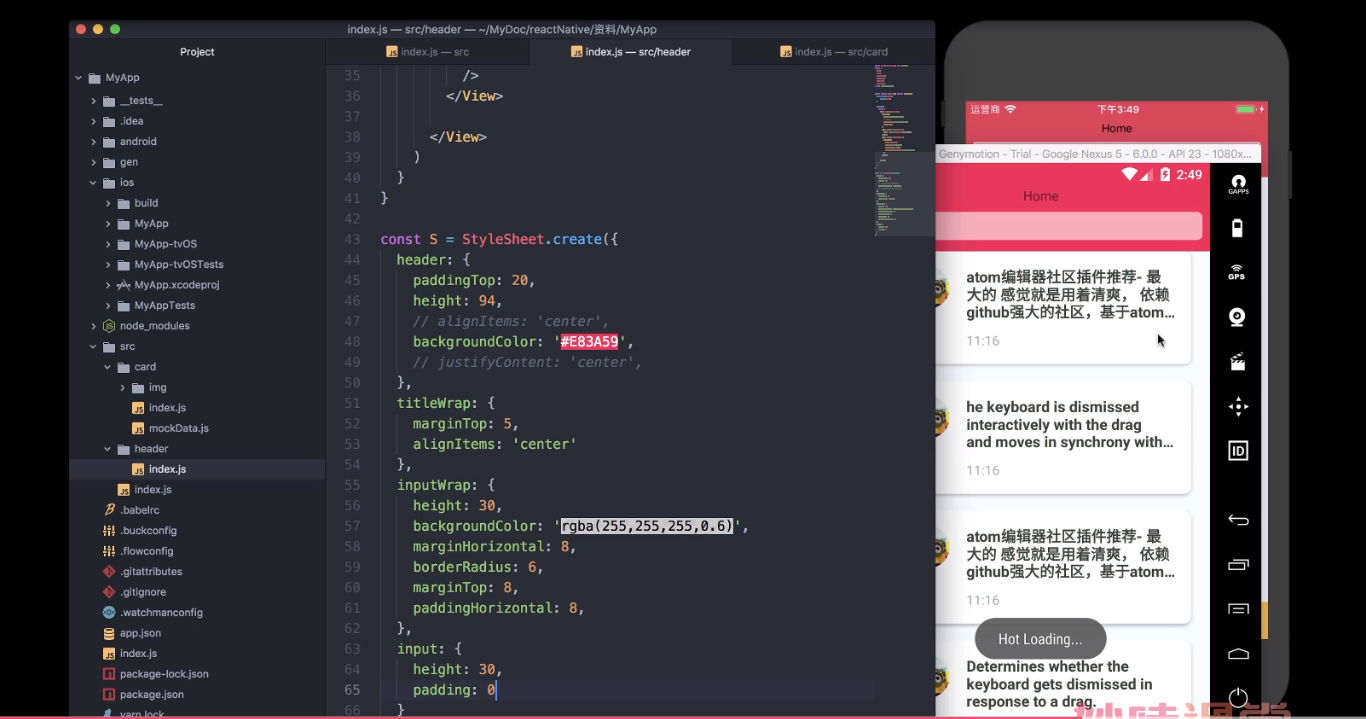 index.js — src/header — ~/MyDoc/reactNative/资料/MyApp
Project
index.js — src
index.js — src/header
index.js — src/card
MyApp
__tests__
.idea
android
gen
ios
build
MyApp
MyApp-tvOS
MyApp-tvOSTests
MyApp.xcodeproj
MyAppTests
node_modules
src
card
img
index.js
mockData.js
header
index.js
index.js
.babelrc
.buckconfig
.flowconfig
.gitattributes
.gitignore
.watchmanconfig
app.json
index.js
package-lock.json
package.json
yarn.lock
35 />
36 </View>
37
38 </View>
39 )
40 }
41 }
42
43 const S = StyleSheet.create({
44 header: {
45 paddingTop: 20,
46 height: 94,
47 // alignItems: 'center',
48 backgroundColor: '#E83A59',
49 // justifyContent: 'center',
50 },
51 titleWrap: {
52 marginTop: 5,
53 alignItems: 'center'
54 },
55 inputWrap: {
56 height: 30,
57 backgroundColor: 'rgba(255,255,255,0.6)',
58 marginHorizontal: 8,
59 borderRadius: 6,
60 marginTop: 8,
61 paddingHorizontal: 8,
62 },
63 input: {
64 height: 30,
65 padding: 0
66 }
运营商 下午3:49
Home
Genymotion - Trial - Google Nexus 5 - 6.0.0 - API 23 - 1080x...
2:49
Home
atom编辑器社区插件推荐- 最
大的 感觉就是用着清爽， 依赖
github强大的社区，基于atom...
11:16
he keyboard is dismissed
interactively with the drag
and moves in synchrony with...
11:16
atom编辑器社区插件推荐- 最
大的 感觉就是用着清爽， 依赖
github强大的社区，基于atom...
11:16
Hot Loading...
Determines whether the
keyboard gets dismissed in
response to a drag.
GAPPS
GPS
ID